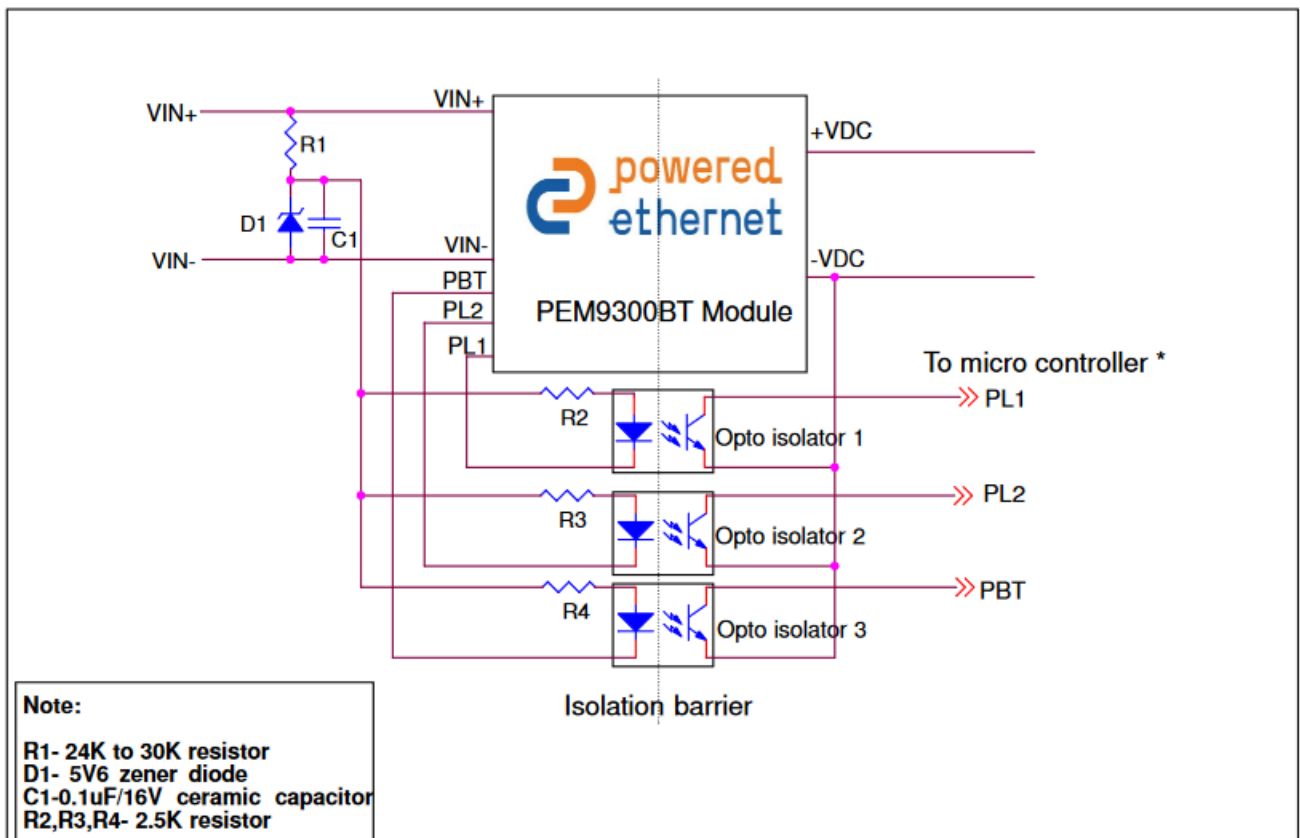 VIN+
VIN+
R1
D1
C1
VIN-
VIN-
PBT
PL2
PL1
powered
ethernet
PEM9300BT Module
+VDC
-VDC
To micro controller *
R2
Opto isolator 1
PL1
R3
Opto isolator 2
PL2
R4
Opto isolator 3
PBT
Isolation barrier
Note:
R1- 24K to 30K resistor
D1- 5V6 zener diode
C1-0.1uF/16V ceramic capacitor
R2,R3,R4- 2.5K resistor